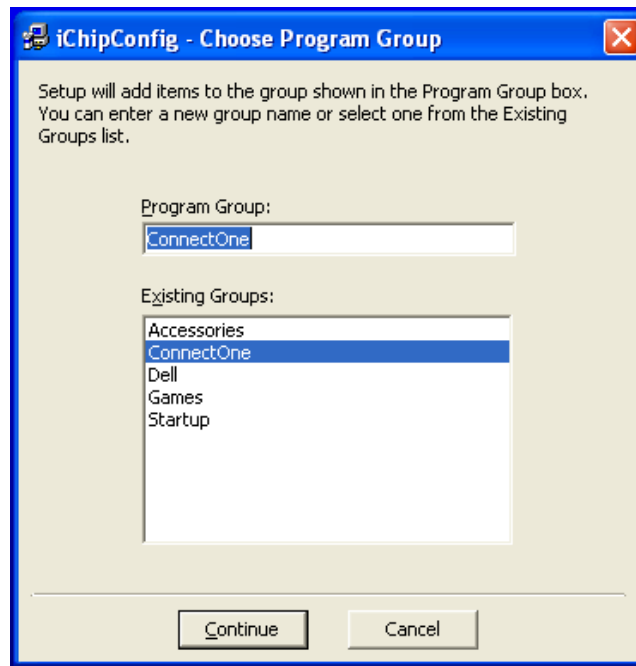 iChipConfig - Choose Program Group
Setup will add items to the group shown in the Program Group box.
You can enter a new group name or select one from the Existing
Groups list.
Program Group:
ConnectOne
Existing Groups:
Accessories
ConnectOne
Dell
Games
Startup
Continue
Cancel